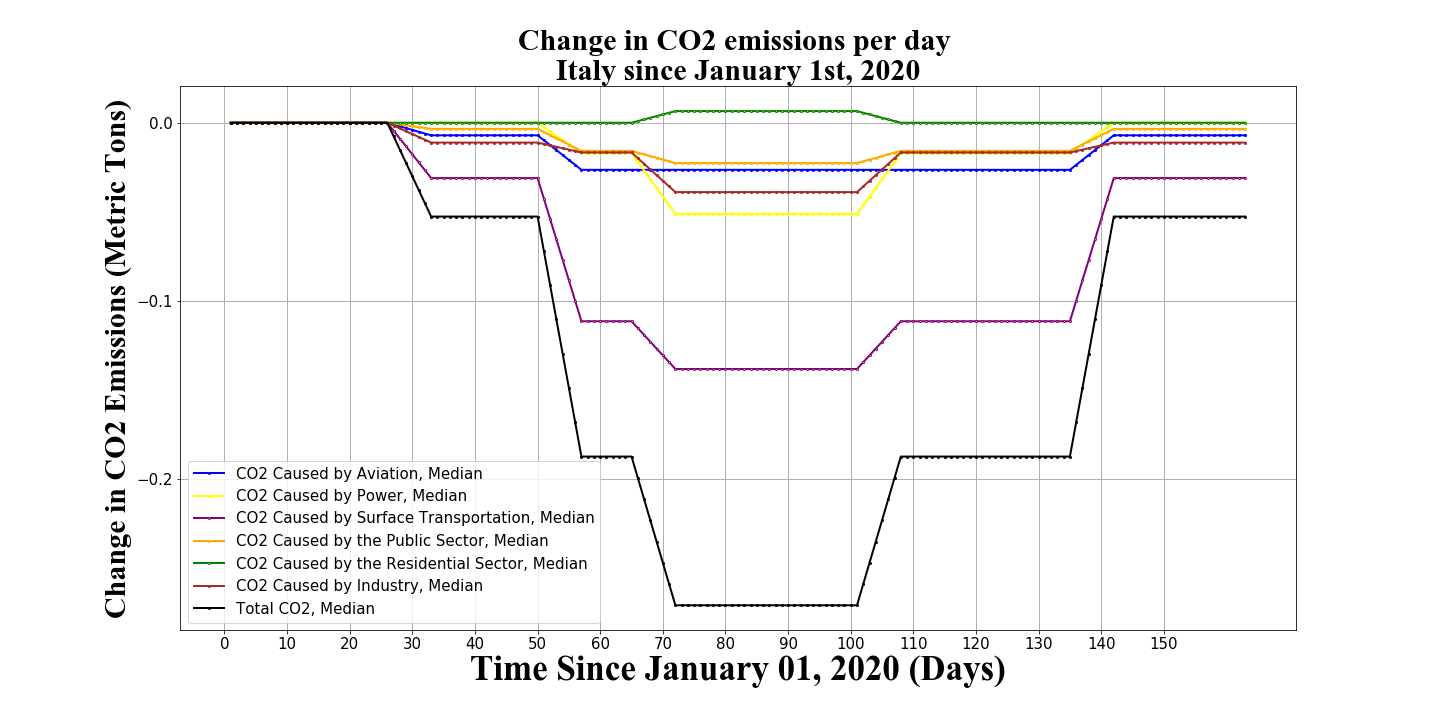 Change in CO2 emissions per day
Italy since January 1st, 2020
Change in CO2 Emissions (Metric Tons)
0.0
−0.1
−0.2
CO2 Caused by Aviation, Median
CO2 Caused by Power, Median
CO2 Caused by Surface Transportation, Median
CO2 Caused by the Public Sector, Median
CO2 Caused by the Residential Sector, Median
CO2 Caused by Industry, Median
Total CO2, Median
0 10 20 30 40 50 60 70 80 90 100 110 120 130 140 150
Time Since January 01, 2020 (Days)